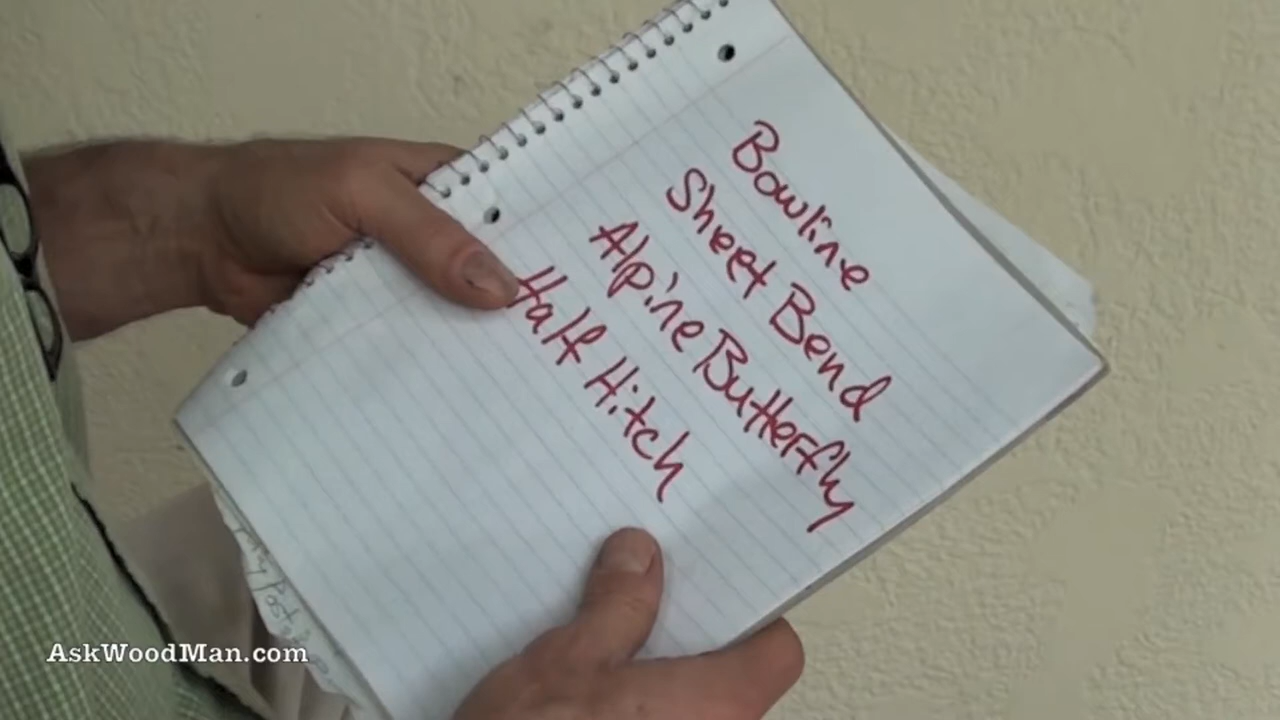 Bowline
Sheet Bend
Alpine Butterfly
Half Hitch
AskWoodMan.com